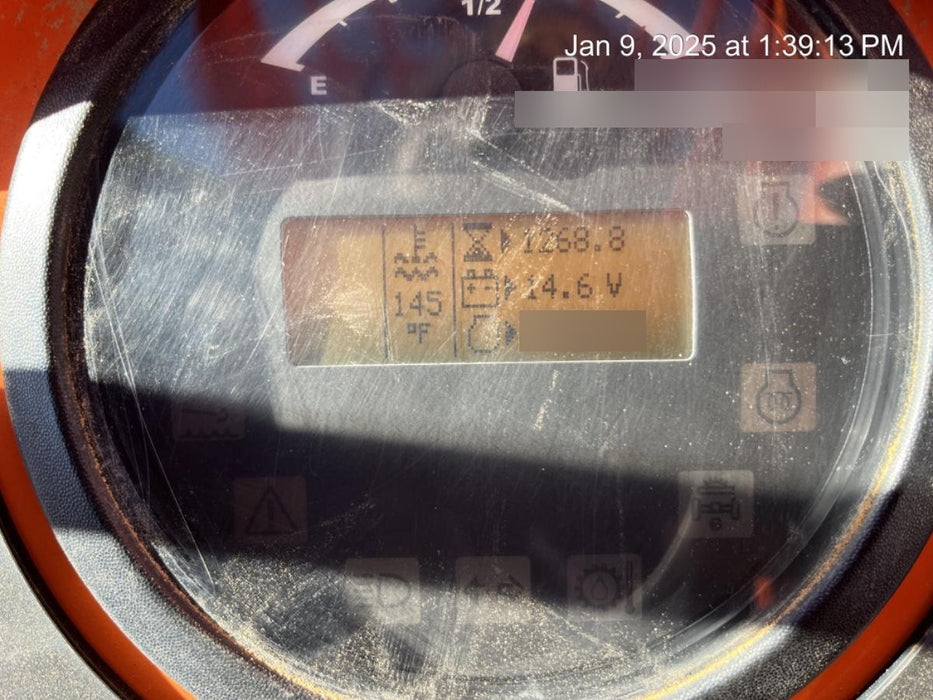 1/2
Jan 9, 2025 at 1:39:13 PM
E
1268.8
14.6 V
145
°F